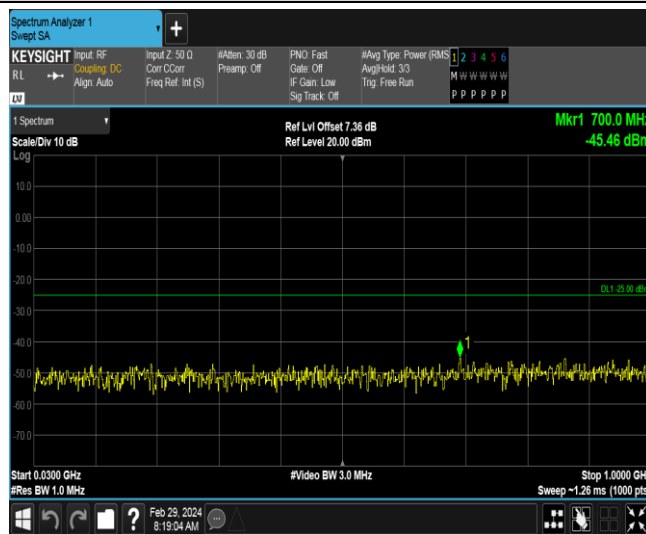 Spectrum Analyzer 1
Swept SA
+
KEYSIGHT Input: RF Input Z: 50 Ω #Atten: 30 dB PNO: Fast #Avg Type: Power (RMS 1 2 3 4 5 6
RL Coupling: DC Corr CCorr Preamp: Off Gate: Off Avg|Hold: 3/3 M W W W W W
Align: Auto Freq Ref: Int (S) IF Gain: Low Trig: Free Run
Sig Track: Off P P P P P P
LXI
1 Spectrum Ref Lvl Offset 7.36 dB Mkr1 700.0 MHz
Scale/Div 10 dB Ref Level 20.00 dBm -45.46 dBm
Log
10.0
0.00
-10.0
-20.0
DL1 -25.00 dBm
-30.0
-40.0
1
-50.0
-60.0
-70.0
Start 0.0300 GHz #Video BW 3.0 MHz Stop 1.0000 GH
#Res BW 1.0 MHz Sweep ~1.26 ms (1000 pts
? Feb 29, 2024
8:19:04 AM